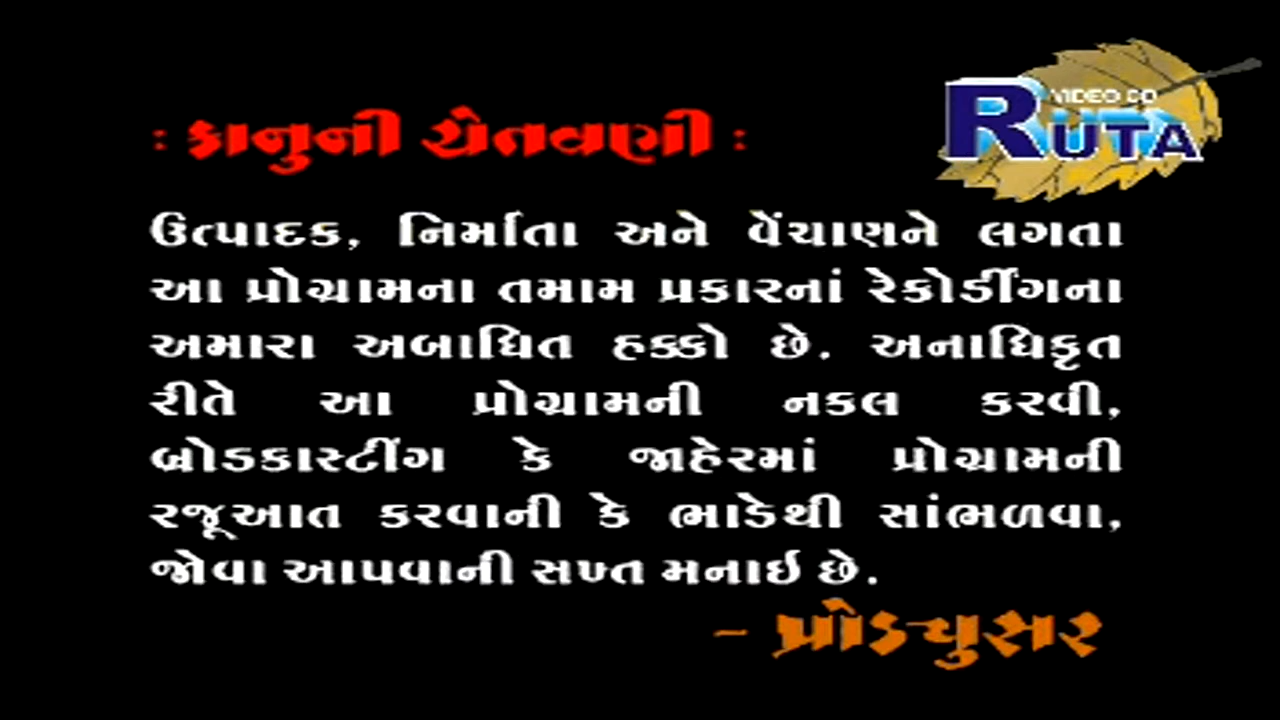 : કાનુની ચેતવણી :
VIDEO CD
RUTA
ઉત્પાદક, નિર્માતા અને વેંચાણને લગતા
આ પ્રોગ્રામના તમામ પ્રકારનાં રેકોર્ડીંગના
અમારા અબાધિત હક્કો છે. અનાધિકૃત
રીતે આ પ્રોગ્રામની નકલ કરવી,
બ્રોડકાસ્ટીંગ કે જાહેરમાં પ્રોગ્રામની
રજૂઆત કરવાની કે ભાડેથી સાંભળવા,
જોવા આપવાની સખ્ત મનાઇ છે.
- પ્રોડ્યુસર